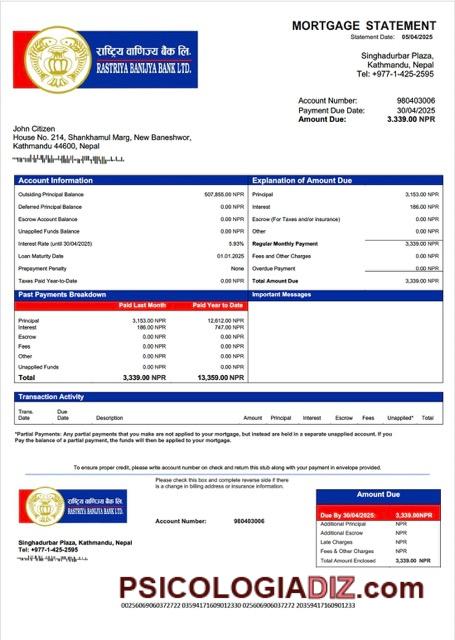 MORTGAGE STATEMENT
Statement Date: 05/04/2025
राष्ट्रिय वाणिज्य बैंक लि.
RASTRIYA BANIJYA BANK LTD.
Singhadurbar Plaza,
Kathmandu, Nepal
Tel: +977-1-425-2595
Account Number: 980403006
Payment Due Date: 30/04/2025
Amount Due: 3.339.00 NPR
John Citizen
House No. 214, Shankhamul Marg, New Baneshwor,
Kathmandu 44600, Nepal
Account Information
Outsiding Principal Balance 507,855.00 NPR
Deferred Principal Balance 0.00 NPR
Escrow Account Balance 0.00 NPR
Unapplied Funds Balance 0.00 NPR
Interest Rate (until 30/04/2025) 5.93%
Loan Maturity Date 01.01.2025
Prepayment Penalty None
Taxes Paid Year-to-Date 0.00 NPR
Explanation of Amount Due
Principal 3,153.00 NPR
Interest 186.00 NPR
Escrow (For Taxes and/or insurance) 0.00 NPR
Other 0.00 NPR
Regular Monthly Payment 3,339.00 NPR
Fees and Other Charges 0.00 NPR
Overdue Payment 0.00 NPR
Total Amount Due 3,339.00 NPR
Past Payments Breakdown
Paid Last Month Paid Year to Date
Principal 3,153.00 NPR 12,612.00 NPR
Interest 186.00 NPR 747.00 NPR
Escrow 0.00 NPR 0.00 NPR
Fees 0.00 NPR 0.00 NPR
Other 0.00 NPR 0.00 NPR
Unapplied Funds 0.00 NPR 0.00 NPR
Total 3,339.00 NPR 13,359.00 NPR
Important Messages
Transaction Activity
Trans. Date Due Date Description Amount Principal Interest Escrow Fees Unapplied* Total
*Partial Payments: Any partial payments that you make are not applied to your mortgage, but instead are held in a separate unapplied account. If you
Pay the balance of a partial payment, the funds will then be applied to your mortgage.
To ensure proper credit, please write account number on check and return this stub along with your payment in envelope provided.
राष्ट्रिय वाणिज्य बैंक लि.
RASTRIYA BANIJYA BANK LTD.
Please check this box and complete reverse side if there
is a change in billing address or insurance information.
Account Number: 980403006
Singhadurbar Plaza, Kathmandu, Nepal
Tel: +977-1-425-2595
Amount Due
Due By 30/04/2025: 3,339.00NPR
Additional Principal NPR
Additional Escrow NPR
Late Charges NPR
Fees & Other Charges NPR
Total Amount Enclosed 3,339.00 NPR
PSICOLOGIADIZ.com
00256069060372722 03594171609012330 0256069060372722 20359417160901233